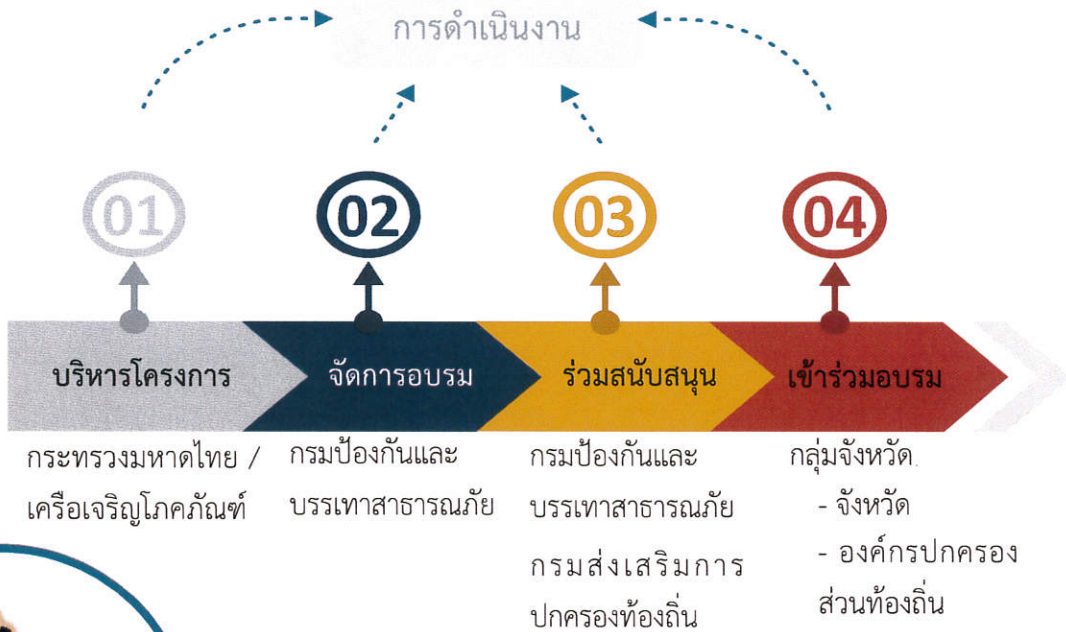 การดำเนินงาน
01
02
03
04
บริหารโครงการ
จัดการอบรม
ร่วมสนับสนุน
เข้าร่วมอบรม
กระทรวงมหาดไทย /
เครือเจริญโภคภัณฑ์
กรมป้องกันและ
บรรเทาสาธารณภัย
กรมป้องกันและ
บรรเทาสาธารณภัย
กรมส่งเสริมการ
ปกครองท้องถิ่น
กลุ่มจังหวัด
- จังหวัด
- องค์กรปกครอง
ส่วนท้องถิ่น